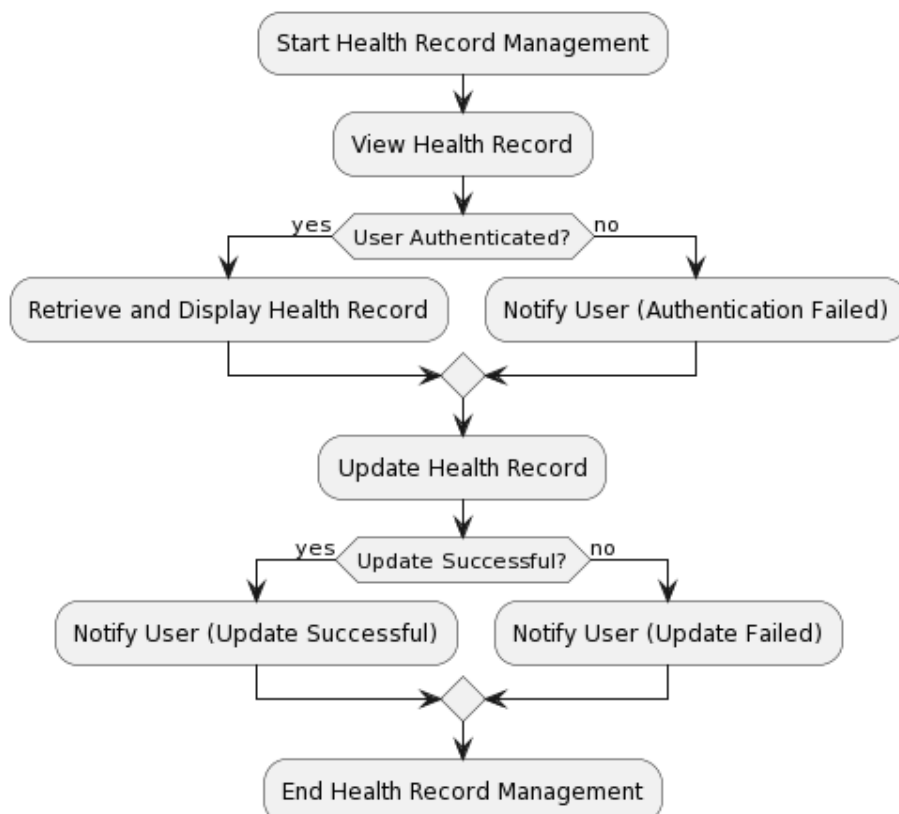 Start Health Record Management
View Health Record
yes
User Authenticated?
no
Retrieve and Display Health Record
Notify User (Authentication Failed)
Update Health Record
yes
Update Successful?
no
Notify User (Update Successful)
Notify User (Update Failed)
End Health Record Management